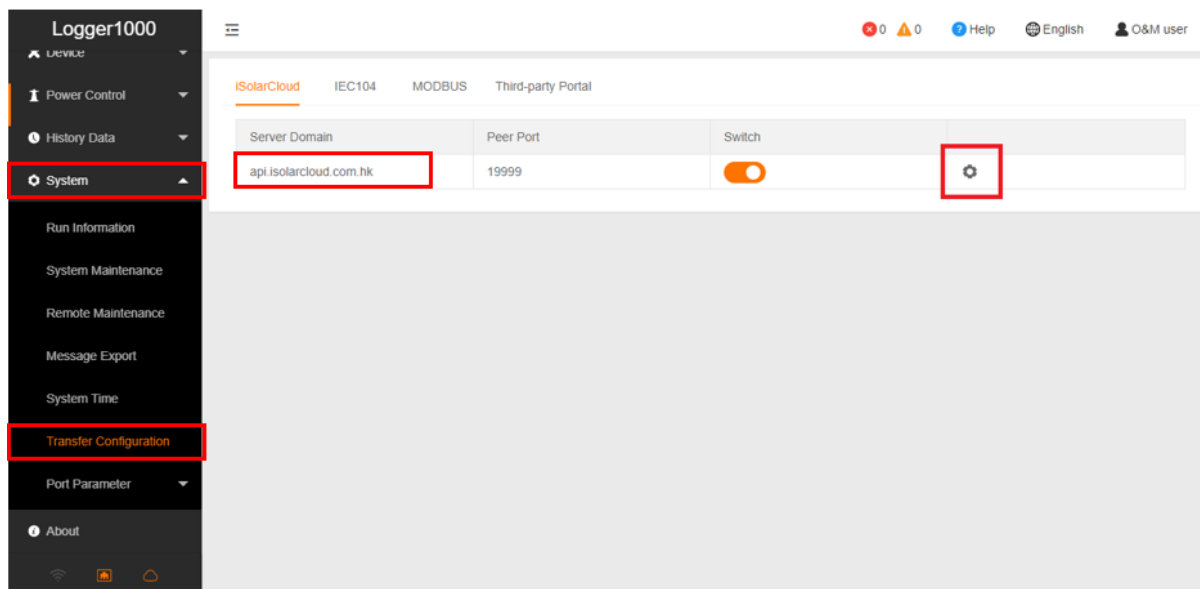 Logger1000
0 0 Help English O&M user
Device
Power Control
History Data
System
Run Information
System Maintenance
Remote Maintenance
Message Export
System Time
Transfer Configuration
Port Parameter
About
iSolarCloud IEC104 MODBUS Third-party Portal
Server Domain Peer Port Switch
api.isolarcloud.com.hk 19999